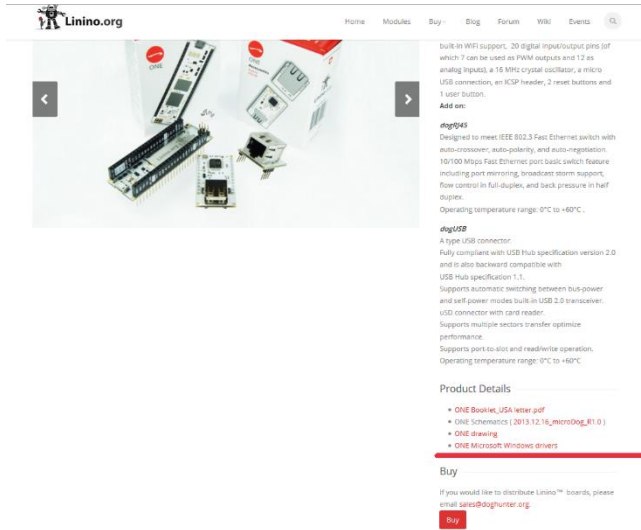 Linino.org
Home Modules Buy Blog Forum Wiki Events
ONE
built-in WIFI support, 20 digital input/output pins (of
which 7 can be used as PWM outputs and 12 as
analog inputs), a 16 MHz crystal oscillator, a micro
USB connection, an ICSP header, 2 reset buttons and
1 user button.
Add on:
dogRJ45
Designed to meet IEEE 802.3 Fast Ethernet switch with
auto-crossover, auto-polarity, and auto-negotiation.
10/100 Mbps Fast Ethernet port basic switch feature
including port mirroring, broadcast storm support,
flow control in full-duplex, and back pressure in half
duplex.
Operating temperature range: 0°C to +60°C .
dogUSB
A type USB connector.
Fully compliant with USB Hub specification version 2.0
and is also backward compatible with
USB Hub specification 1.1.
Supports automatic switching between bus-power
and self-power modes built-in USB 2.0 transceiver.
uSD connector with card reader.
Supports multiple sectors transfer optimize
performance.
Supports port-to-slot and read/write operation.
Operating temperature range: 0°C to +60°C
Product Details
ONE Booklet_USA letter.pdf
ONE Schematics ( 2013.12.16_microDog_R1.0 )
ONE drawing
ONE Microsoft Windows drivers
Buy
If you would like to distribute Linino™ boards, please
email sales@doghunter.org.
Buy